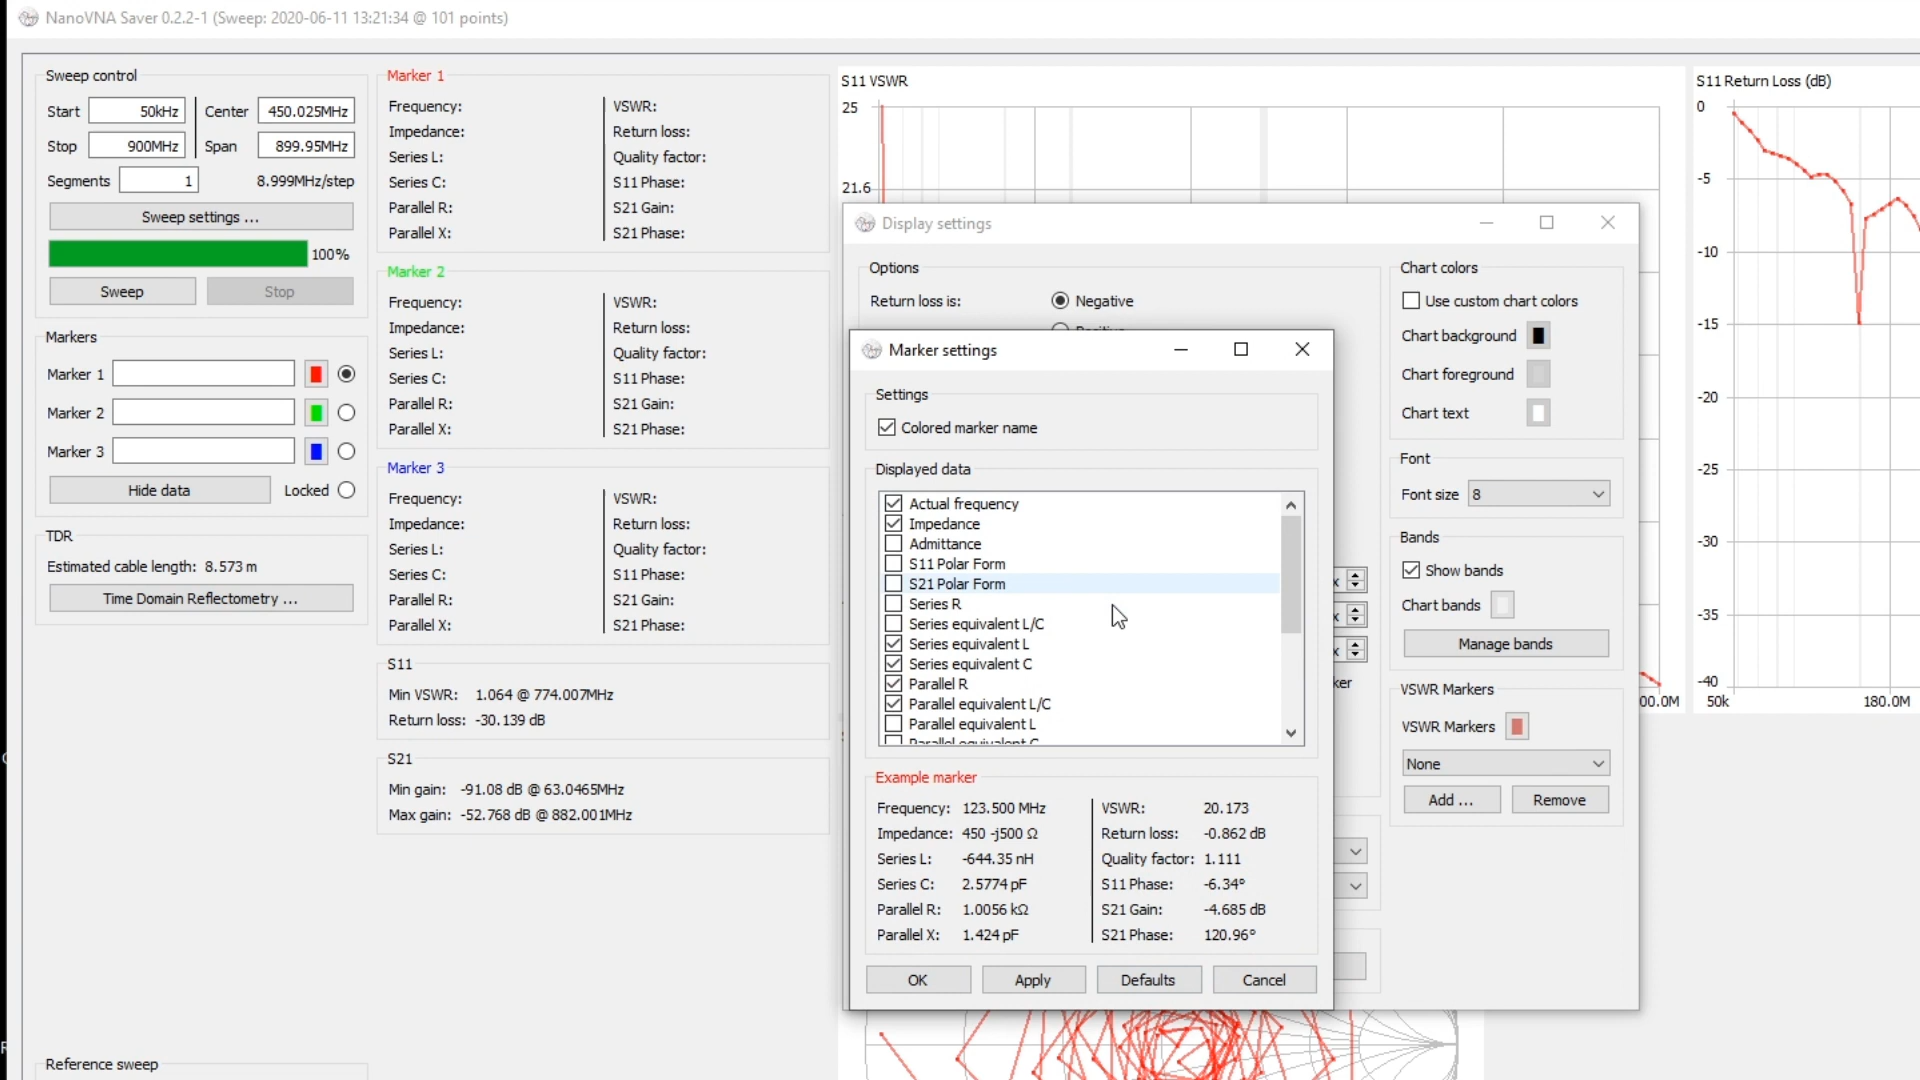 NanoVNA Saver 0.2.2-1 (Sweep: 2020-06-11 13:21:34 @ 101 points)
Sweep control
Start 50kHz Center 450.025MHz
Stop 900MHz Span 899.95MHz
Segments 1 8.999MHz/step
Sweep settings ...
100%
Sweep Stop
Markers
Marker 1
Marker 2
Marker 3
Hide data Locked
TDR
Estimated cable length: 8.573 m
Time Domain Reflectometry ...
Reference sweep
Marker 1
Frequency: VSWR:
Impedance: Return loss:
Series L: Quality factor:
Series C: S11 Phase:
Parallel R: S21 Gain:
Parallel X: S21 Phase:
Marker 2
Frequency: VSWR:
Impedance: Return loss:
Series L: Quality factor:
Series C: S11 Phase:
Parallel R: S21 Gain:
Parallel X: S21 Phase:
Marker 3
Frequency: VSWR:
Impedance: Return loss:
Series L: Quality factor:
Series C: S11 Phase:
Parallel R: S21 Gain:
Parallel X: S21 Phase:
S11
Min VSWR: 1.064 @ 774.007MHz
Return loss: -30.139 dB
S21
Min gain: -91.08 dB @ 63.0465MHz
Max gain: -52.768 dB @ 882.001MHz
S11 VSWR
25
21.6
00.0M
Display settings
Options
Return loss is: Negative
x
x
x
ker
Chart colors
Use custom chart colors
Chart background
Chart foreground
Chart text
Font
Font size 8
Bands
Show bands
Chart bands
Manage bands
VSWR Markers
VSWR Markers
None
Add ... Remove
Marker settings
Settings
Colored marker name
Displayed data
Actual frequency
Impedance
Admittance
S11 Polar Form
S21 Polar Form
Series R
Series equivalent L/C
Series equivalent L
Series equivalent C
Parallel R
Parallel equivalent L/C
Parallel equivalent L
Parallel equivalent C
Example marker
Frequency: 123.500 MHz VSWR: 20.173
Impedance: 450 -j500 Ω Return loss: -0.862 dB
Series L: -644.35 nH Quality factor: 1.111
Series C: 2.5774 pF S11 Phase: -6.34°
Parallel R: 1.0056 kΩ S21 Gain: -4.685 dB
Parallel X: 1.424 pF S21 Phase: 120.96°
OK Apply Defaults Cancel
S11 Return Loss (dB)
0
-5
-10
-15
-20
-25
-30
-35
-40
50k 180.0M